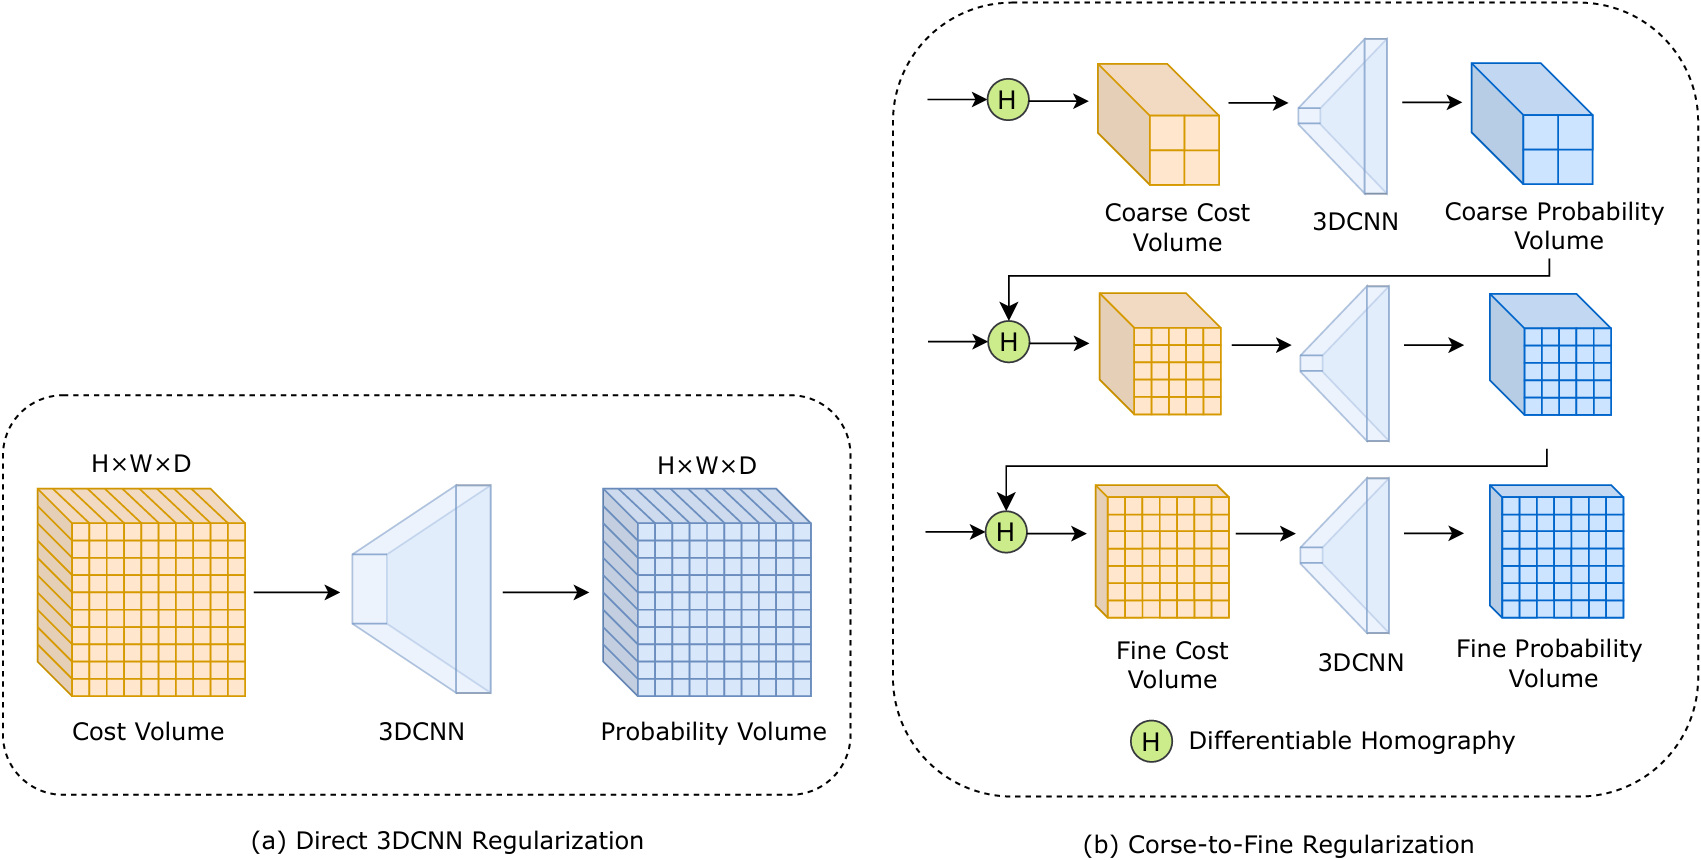 H×W×D
H×W×D
Cost Volume
3DCNN
Probability Volume
(a) Direct 3DCNN Regularization
H
Coarse Cost
Volume
3DCNN
Coarse Probability
Volume
H
H
Fine Cost
Volume
3DCNN
Fine Probability
Volume
H Differentiable Homography
(b) Corse-to-Fine Regularization